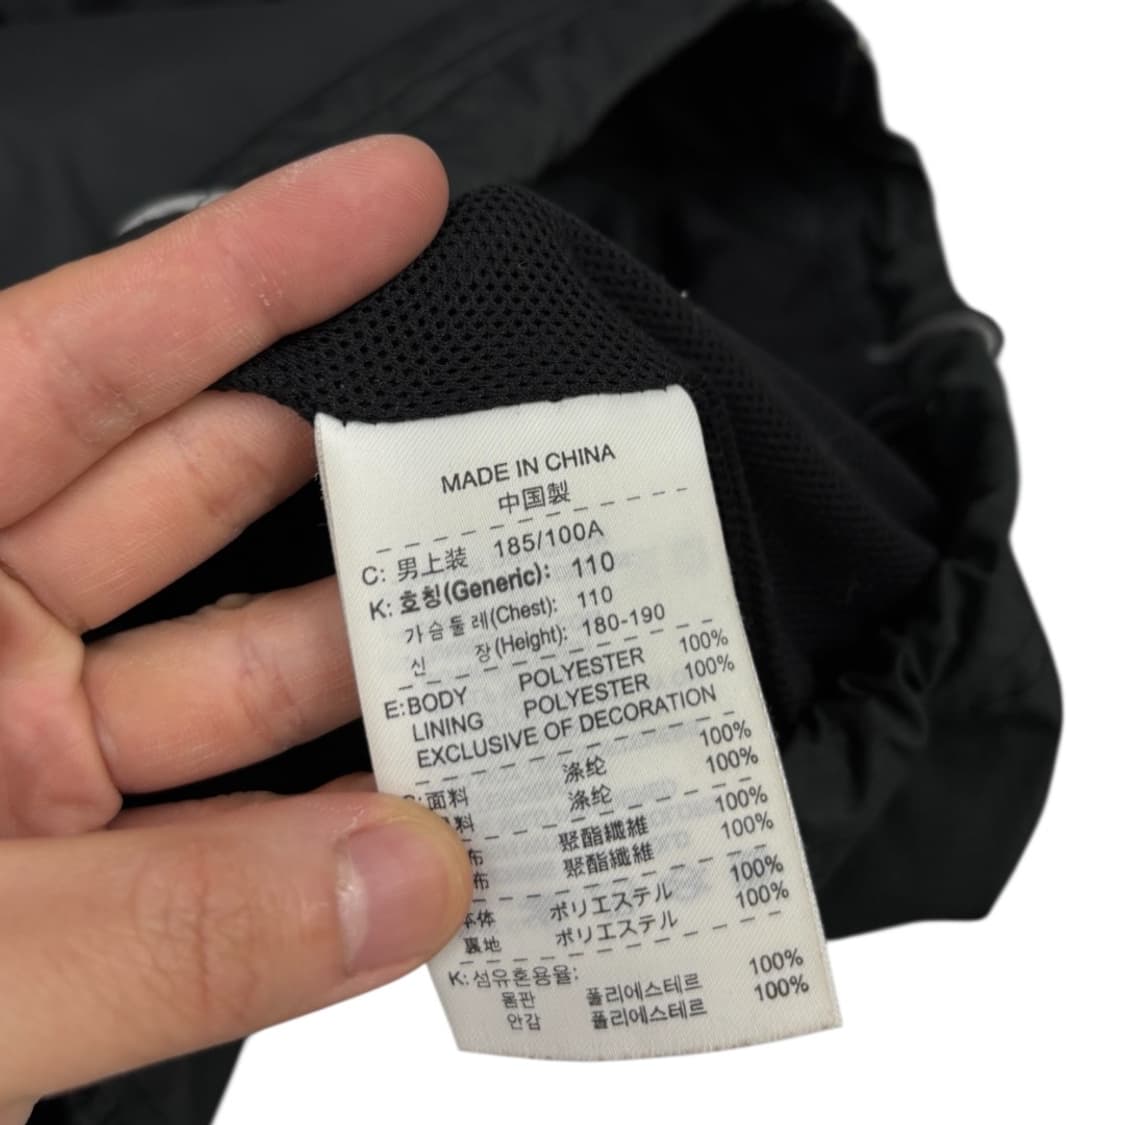 MADE IN CHINA
中国製
C: 男上装 185/100A
K: 호칭(Generic): 110
가슴둘레(Chest): 110
신 장(Height): 180-190
E:BODY POLYESTER 100%
LINING POLYESTER 100%
EXCLUSIVE OF DECORATION
:面料 涤纶 100%
料 涤纶 100%
布 聚酯纖維 100%
布 聚酯纖維 100%
本体 ポリエステル 100%
裏地 ポリエステル 100%
K:섬유혼용율:
몸판 폴리에스테르 100%
안감 폴리에스테르 100%